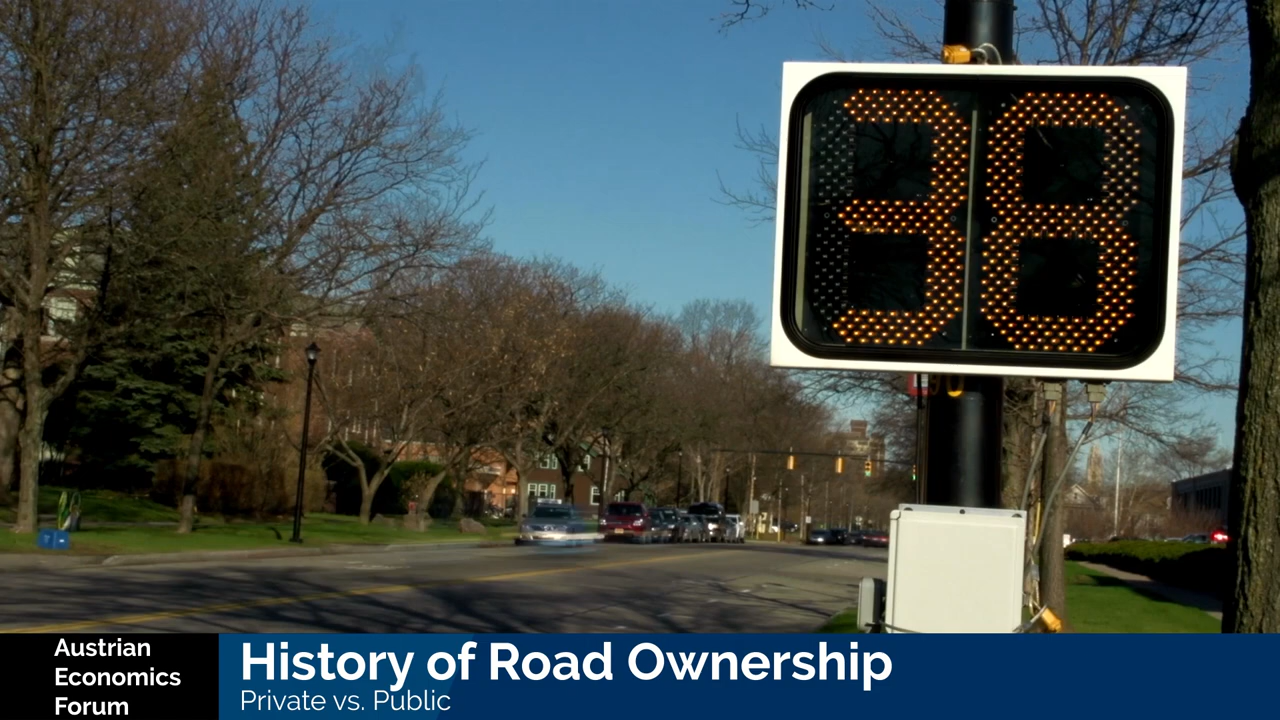 38
Austrian
Economics
Forum
History of Road Ownership
Private vs. Public